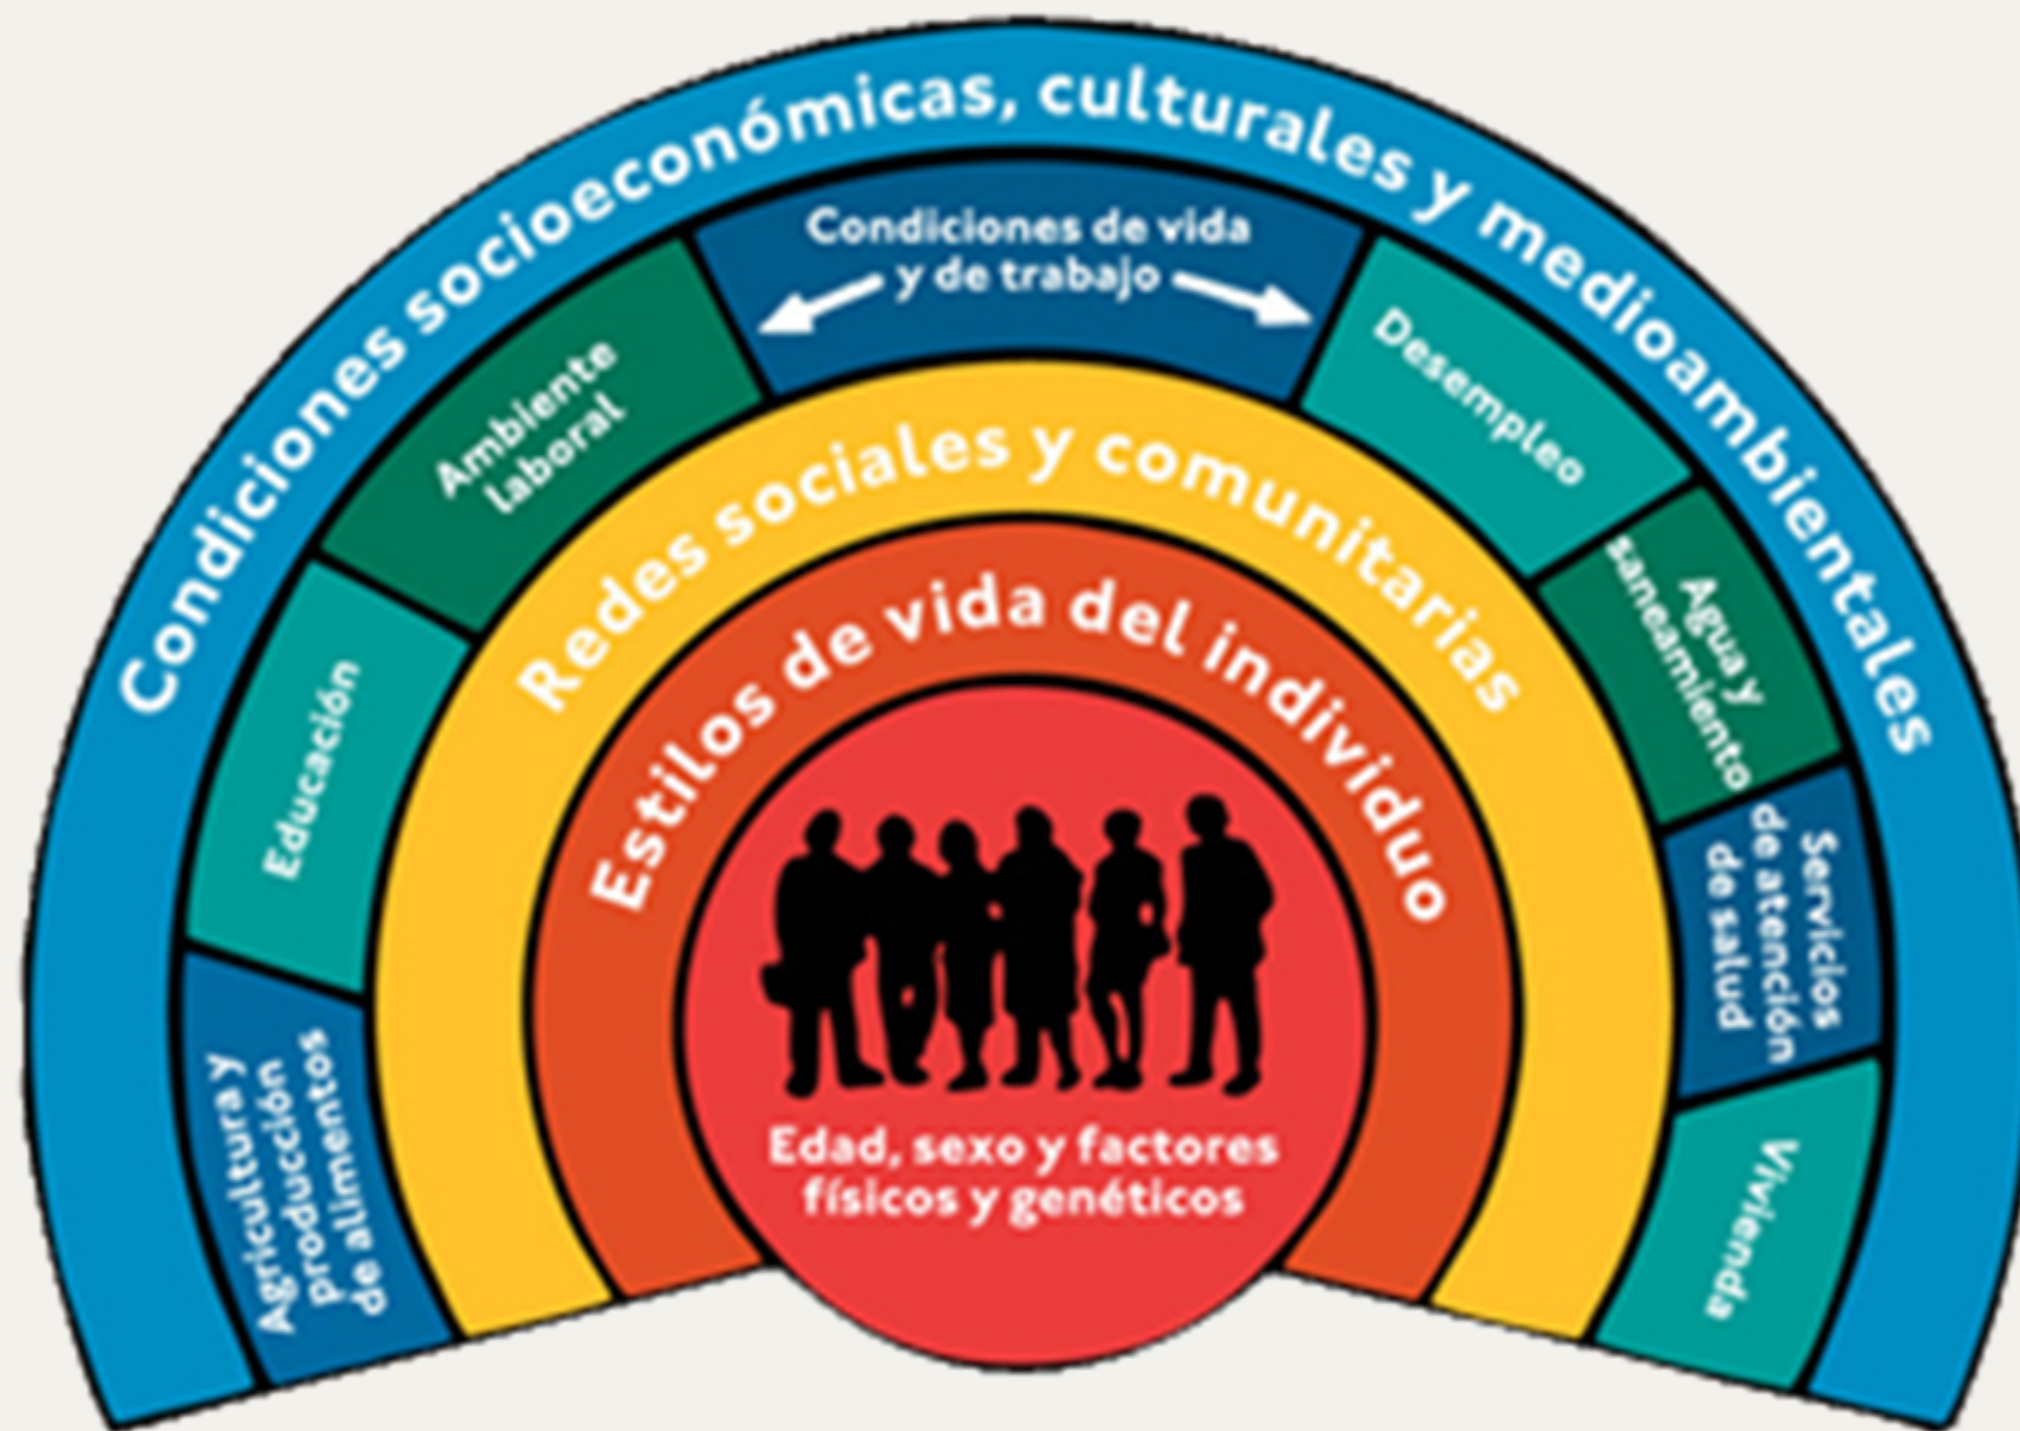 Condiciones socioeconómicas, culturales y medioambientales
Condiciones de vida
y de trabajo
Agricultura y
producción
de alimentos
Educación
Ambiente
laboral
Desempleo
Agua y
saneamiento
Servicios
de atención
de salud
Vivienda
Redes sociales y comunitarias
Estilos de vida del individuo
Edad, sexo y factores
físicos y genéticos